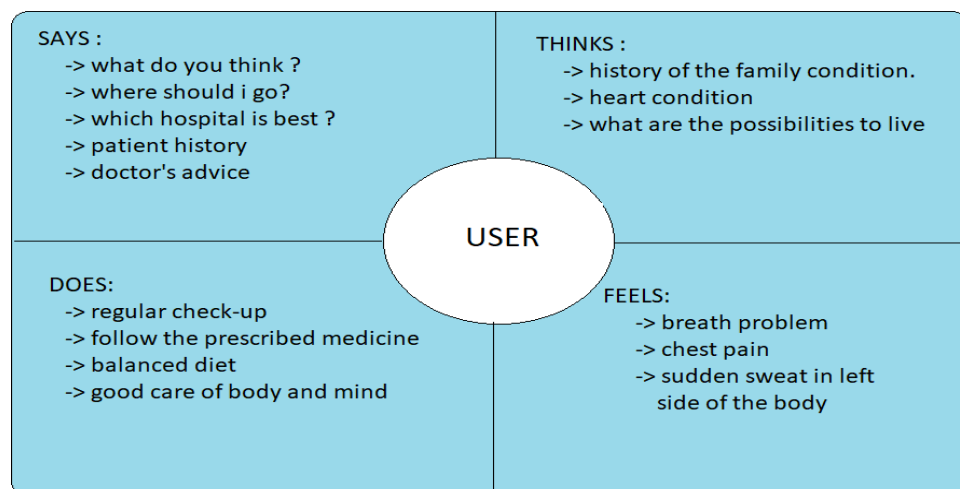 SAYS :
-> what do you think ?
-> where should i go?
-> which hospital is best ?
-> patient history
-> doctor's advice
THINKS :
-> history of the family condition.
-> heart condition
-> what are the possibilities to live
USER
DOES:
-> regular check-up
-> follow the prescribed medicine
-> balanced diet
-> good care of body and mind
FEELS:
-> breath problem
-> chest pain
-> sudden sweat in left
side of the body